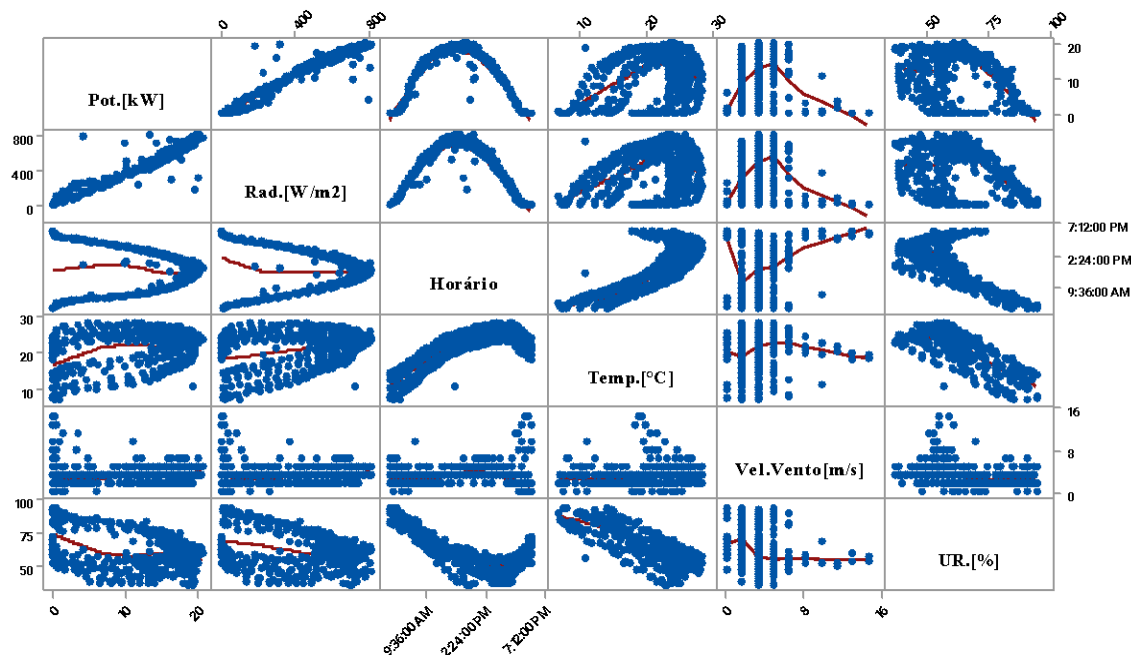 0 400 800 10 20 30 50 75 100
Pot.[kW]
20
10
0
800
400
0
Rad.[W/m2]
Horário
7:12:00 PM
2:24:00 PM
9:36:00 AM
30
20
10
Temp.[°C]
Vel.Vento[m/s]
16
8
0
100
75
50
UR.[%]
0 10 20 9:36:00 AM 2:24:00 PM 7:12:00 PM 0 8 16